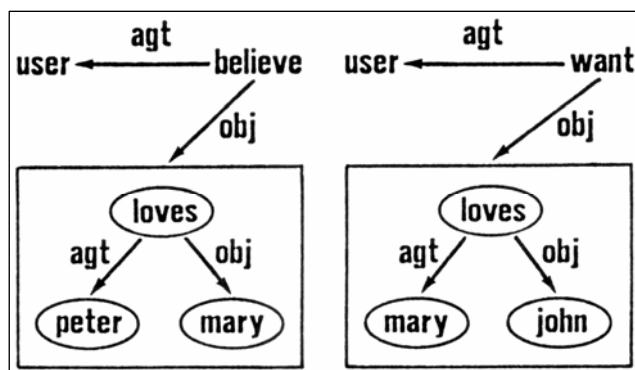 agt
user believe
obj
loves
agt obj
peter mary
agt
user want
obj
loves
agt obj
mary john